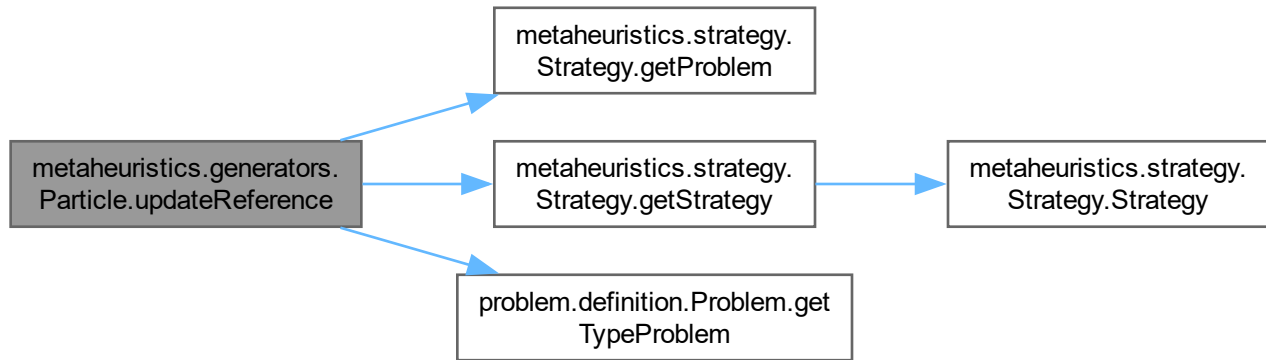 metaheuristics.strategy.
Strategy.getProblem
metaheuristics.generators.
Particle.updateReference
metaheuristics.strategy.
Strategy.getStrategy
metaheuristics.strategy.
Strategy.Strategy
problem.definition.Problem.get
TypeProblem